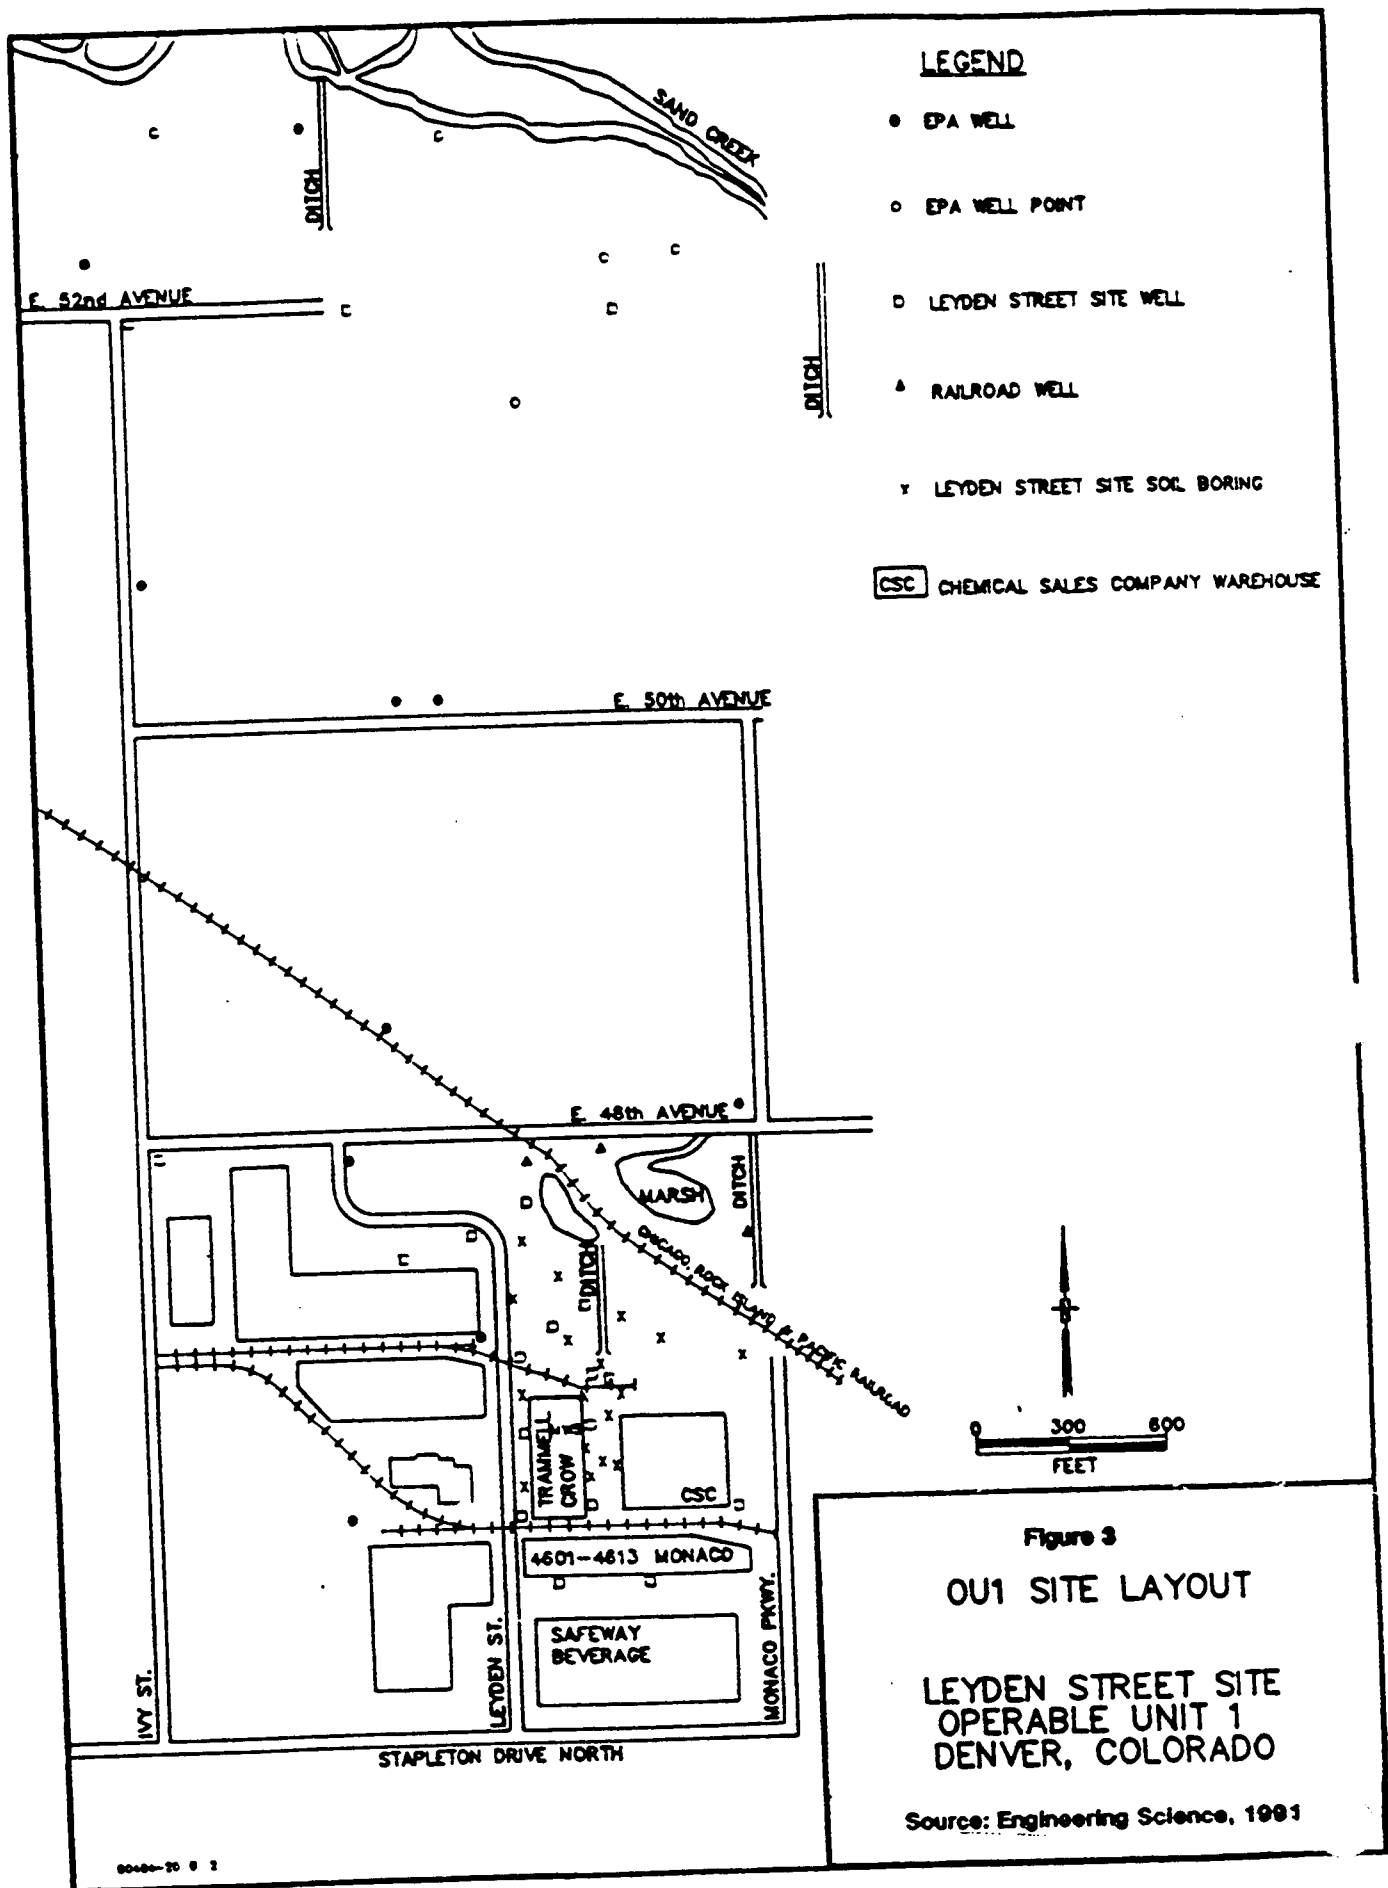 LEGEND
EPA WELL
EPA WELL POINT
LEYDEN STREET SITE WELL
RAILROAD WELL
LEYDEN STREET SITE SOIL BORING
CSC CHEMICAL SALES COMPANY WAREHOUSE
SAND CREEK
DITCH
E. 52nd AVENUE
DITCH
E. 50th AVENUE
E. 48th AVENUE
MARSH
DITCH
DITCH
CHICAGO, ROCK ISLAND & PACIFIC RAILROAD
TRAMMELL
CROW
CSC
4601-4613 MONACO
SAFEWAY
BEVERAGE
IVY ST.
LEYDEN ST.
MONACO PKWY.
STAPLETON DRIVE NORTH
0 300 600
FEET
Figure 3
OU1 SITE LAYOUT
LEYDEN STREET SITE
OPERABLE UNIT 1
DENVER, COLORADO
Source: Engineering Science, 1991